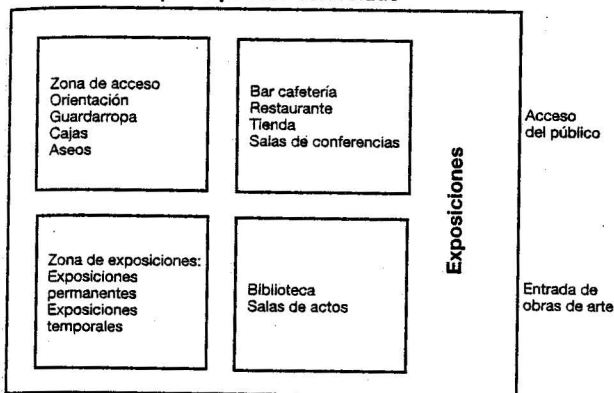 Zona de acceso
Orientación
Guardarropa
Cajas
Aseos
Bar cafetería
Restaurante
Tienda
Salas de conferencias
Zona de exposiciones:
Exposiciones
permanentes
Exposiciones
temporales
Biblioteca
Salas de actos
Exposiciones
Acceso
del público
Entrada de
obras de arte